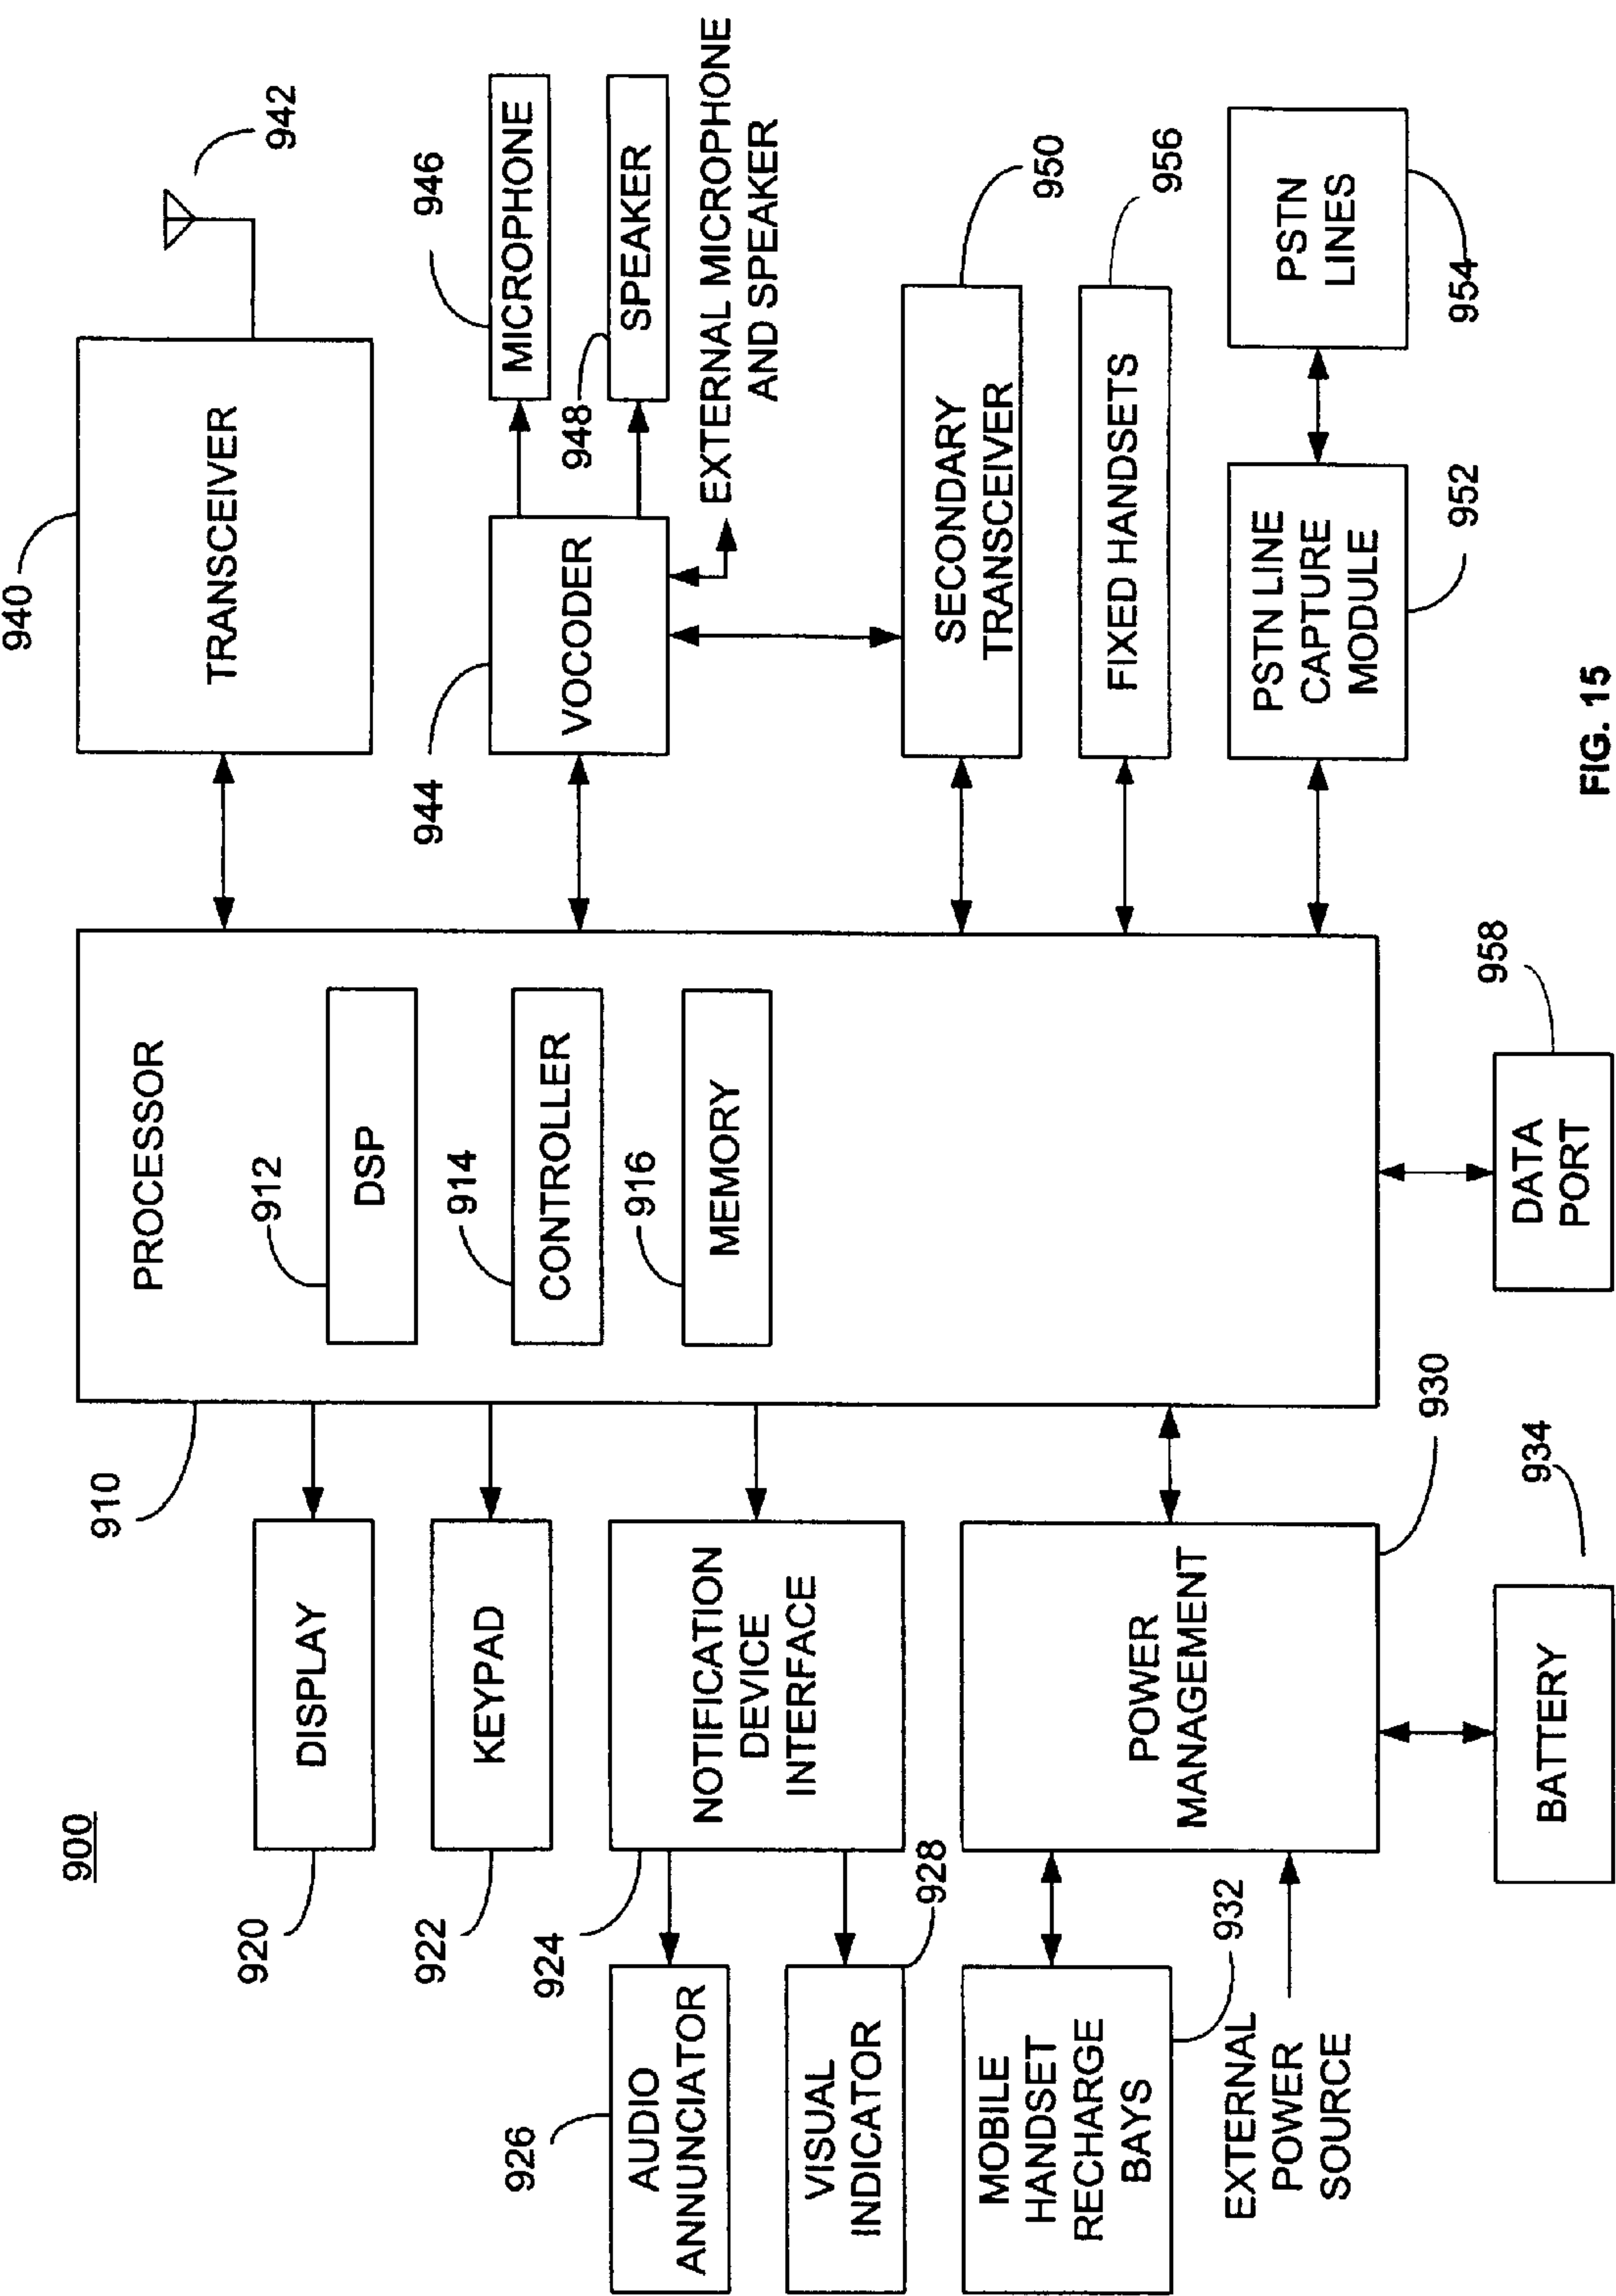 900
910
PROCESSOR
912
DSP
914
CONTROLLER
916
MEMORY
920
DISPLAY
922
KEYPAD
924
NOTIFICATION
DEVICE
INTERFACE
926
AUDIO
ANNUNCIATOR
928
VISUAL
INDICATOR
930
POWER
MANAGEMENT
932
MOBILE
HANDSET
RECHARGE
BAYS
EXTERNAL
POWER
SOURCE
934
BATTERY
958
DATA
PORT
940
TRANSCEIVER
942
944
VOCODER
946
MICROPHONE
948
SPEAKER
EXTERNAL MICROPHONE
AND SPEAKER
950
SECONDARY
TRANSCEIVER
956
FIXED HANDSETS
952
PSTN LINE
CAPTURE
MODULE
954
PSTN
LINES
FIG. 15